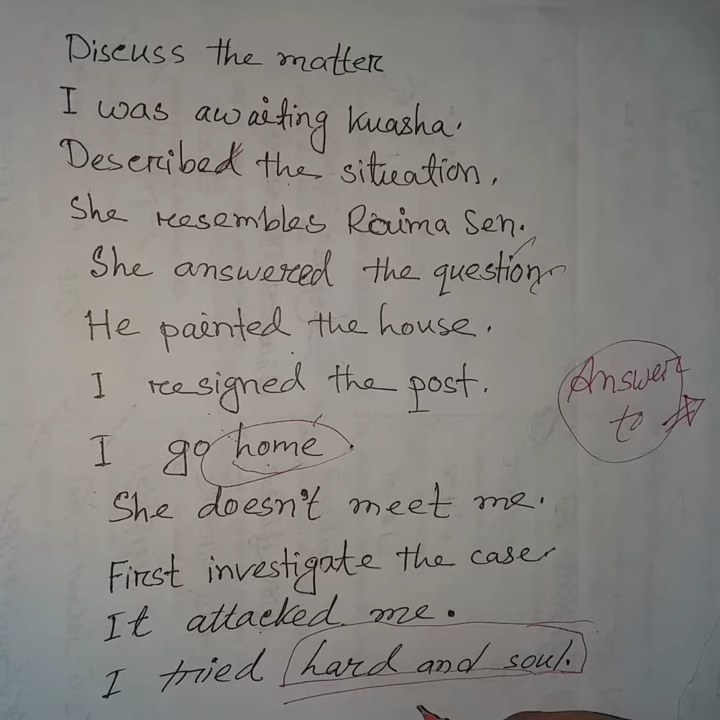 Discuss the matter
I was awaiting Kuasha.
Described the situation.
She resembles Raima Sen.
She answered the question
He painted the house.
I resigned the post.
Answer
to
I go home.
She doesn't meet me.
First investigate the case
It attacked me.
I tried hard and soul.